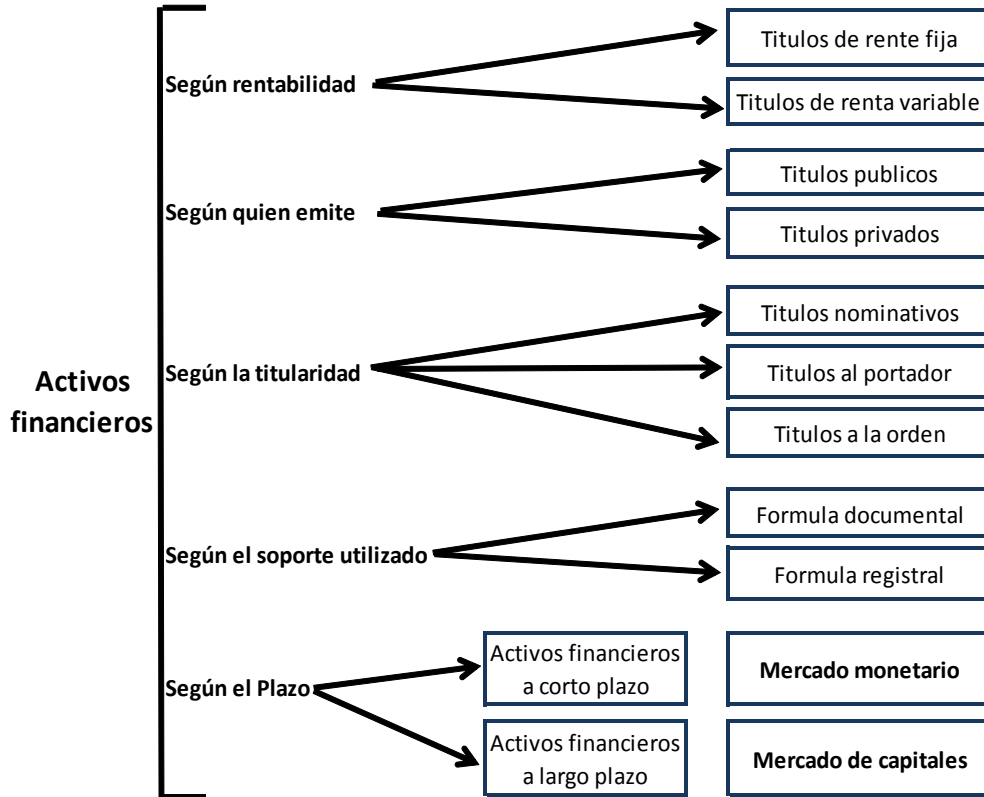 Activos
financieros
Según rentabilidad
Titulos de rente fija
Titulos de renta variable
Según quien emite
Titulos publicos
Titulos privados
Según la titularidad
Titulos nominativos
Titulos al portador
Titulos a la orden
Según el soporte utilizado
Formula documental
Formula registral
Según el Plazo
Activos financieros
a corto plazo
Mercado monetario
Activos financieros
a largo plazo
Mercado de capitales